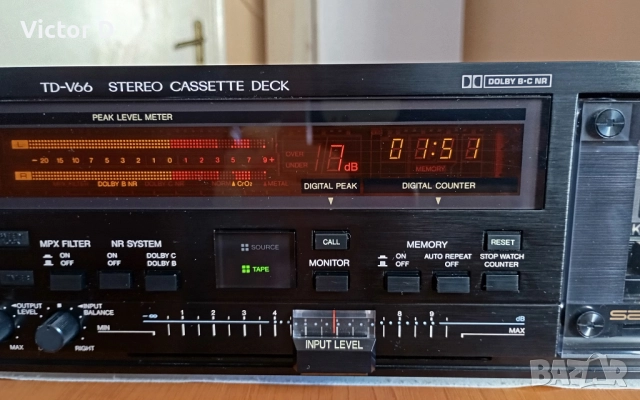 Victor
TD-V66 STEREO CASSETTE DECK
DOLBY B·C NR
PEAK LEVEL METER
L
-20 15 10 7 5 3 1 0 1 3 5 7 9+
R
DOLBY B NR
CrO₂ METAL
OVER
UNDER
7 dB
DIGITAL PEAK
01:51
MEMORY
DIGITAL COUNTER
MPX FILTER
ON
OFF
NR SYSTEM
ON
OFF
DOLBY C
DOLBY B
SOURCE
TAPE
CALL
MONITOR
MEMORY
ON
OFF
AUTO REPEAT
OFF
RESET
STOP WATCH
COUNTER
OUTPUT
LEVEL
MAX
INPUT
BALANCE
RIGHT
MIN
-∞ 1 2 3 4 8 9 dB
MAX
INPUT LEVEL
BAZAR